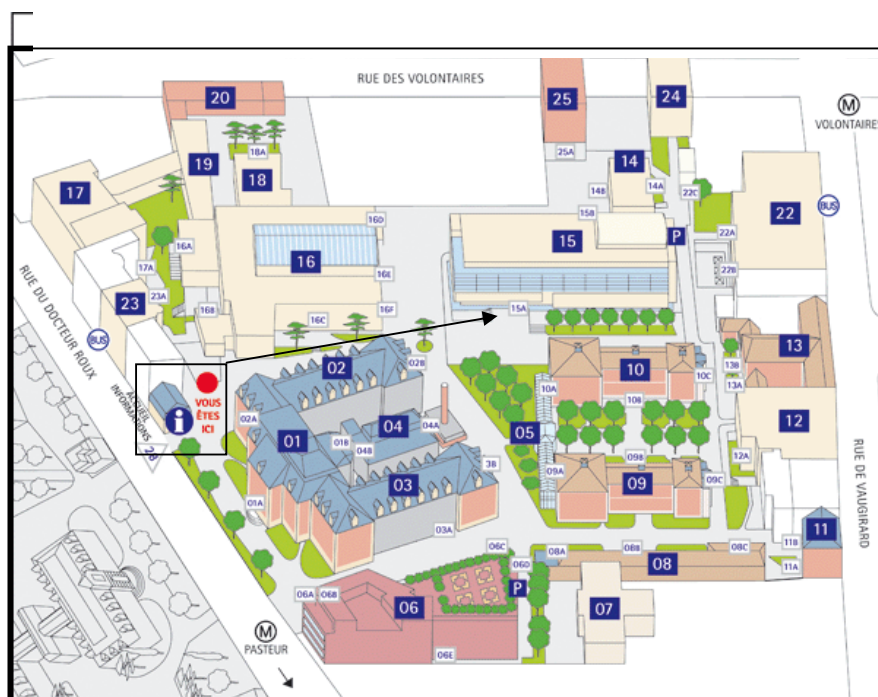 RUE DES VOLONTAIRES
20
25
24
M
VOLONTAIRES
19
18A
25A
14
17
18
14B
14A
22C
22
BUS
16D
15B
16A
15
P
22A
16
17A
16E
22B
RUE DU DOCTEUR ROUX
23A
23
16B
16C
16F
15A
BUS
13
02
02B
10
10C
13B
13A
ACCUEIL
INFORMATIONS
i
VOUS
ÊTES
ICI
10A
10B
12
02A
04
04A
01
01B
04B
05
28
03
3B
09A
09B
12A
09
09C
RUE DE VAUGIRARD
01A
03A
11
06C
08A
08B
08C
11B
06D
08
11A
06A
06B
06
P
07
M
PASTEUR
06E